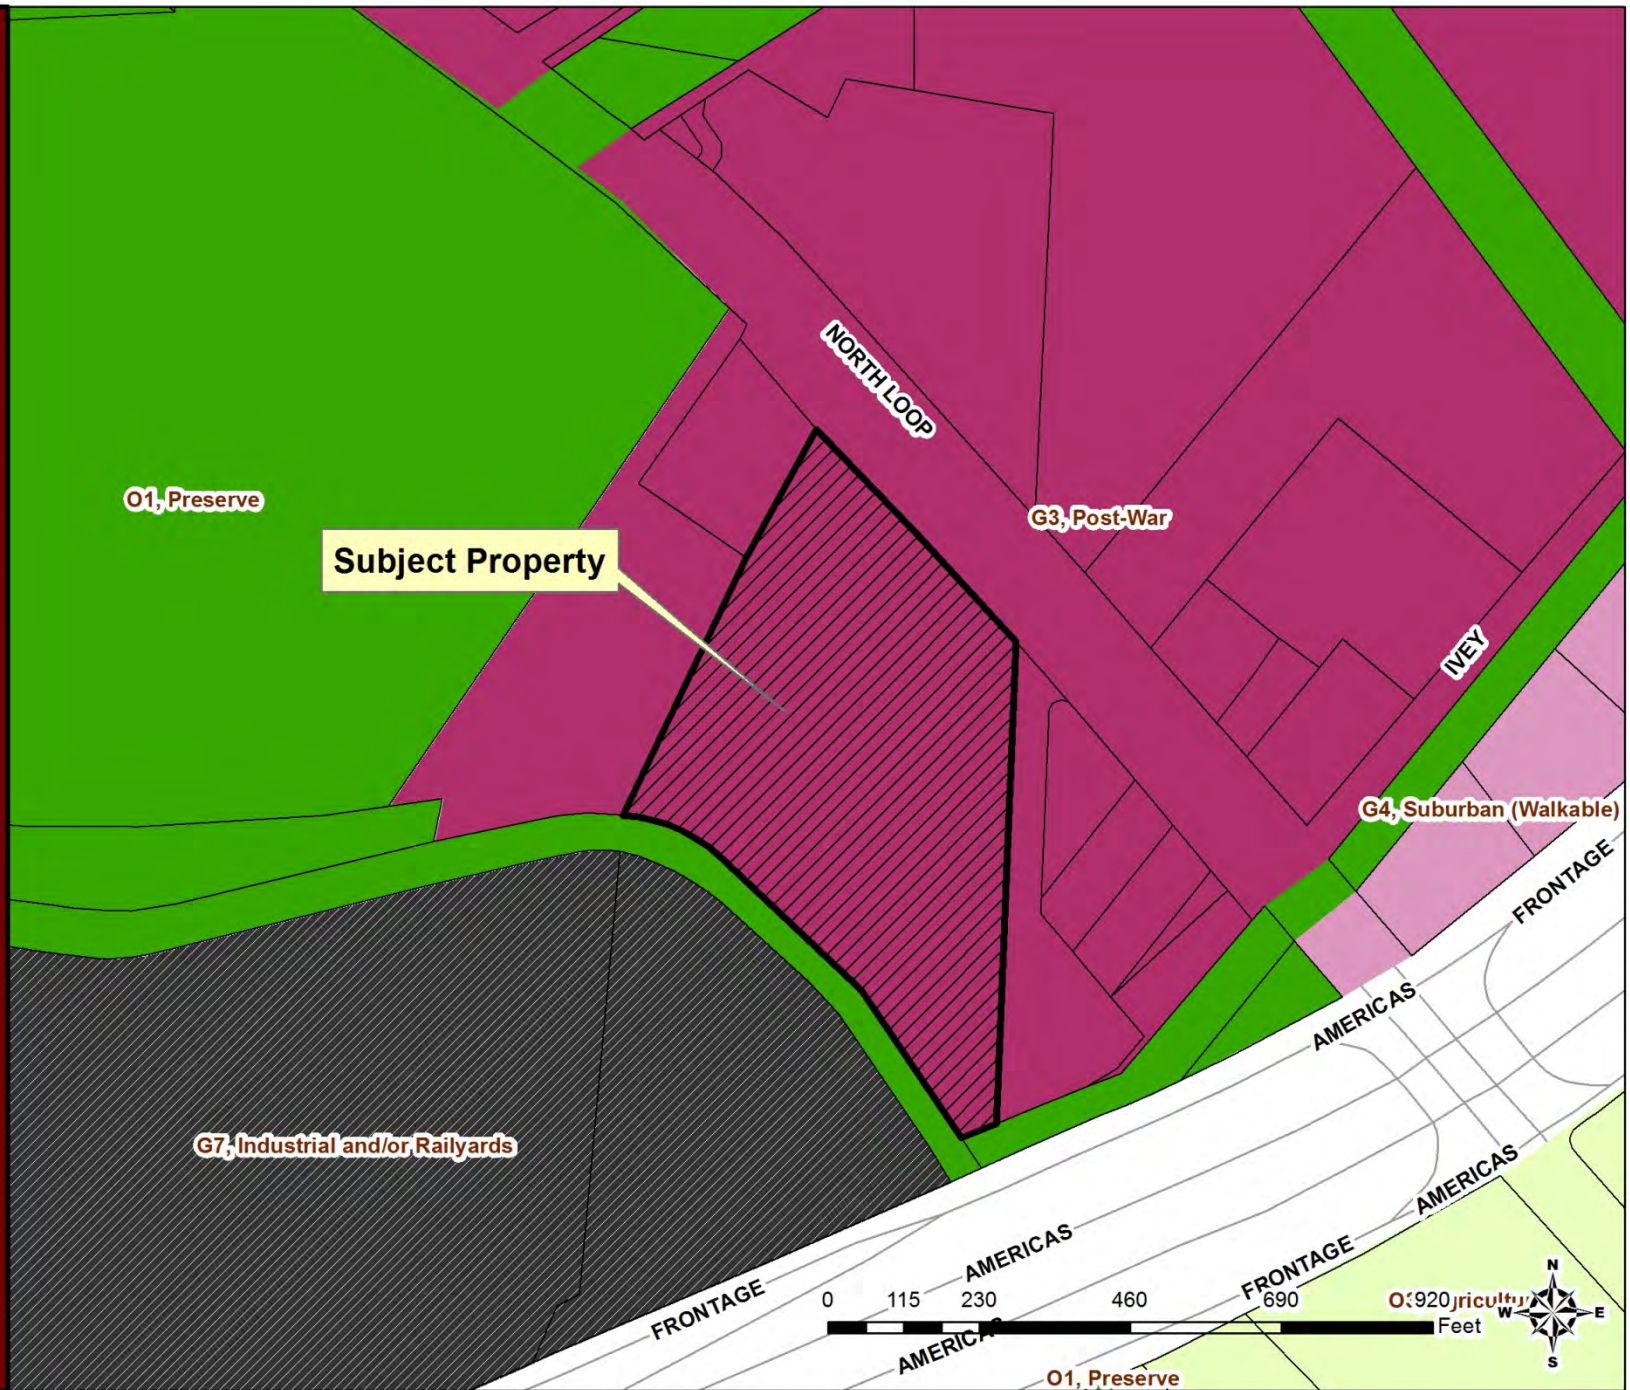 NORTH LOOP
O1, Preserve
G3, Post-War
Subject Property
IVEY
G4, Suburban (Walkable)
FRONTAGE
AMERICAS
G7, Industrial and/or Railyards
AMERICAS
AMERICAS
FRONTAGE
FRONTAGE
N
W
E
S
0 115 230 460 690 920
Feet
AMERICAS
O1, Preserve